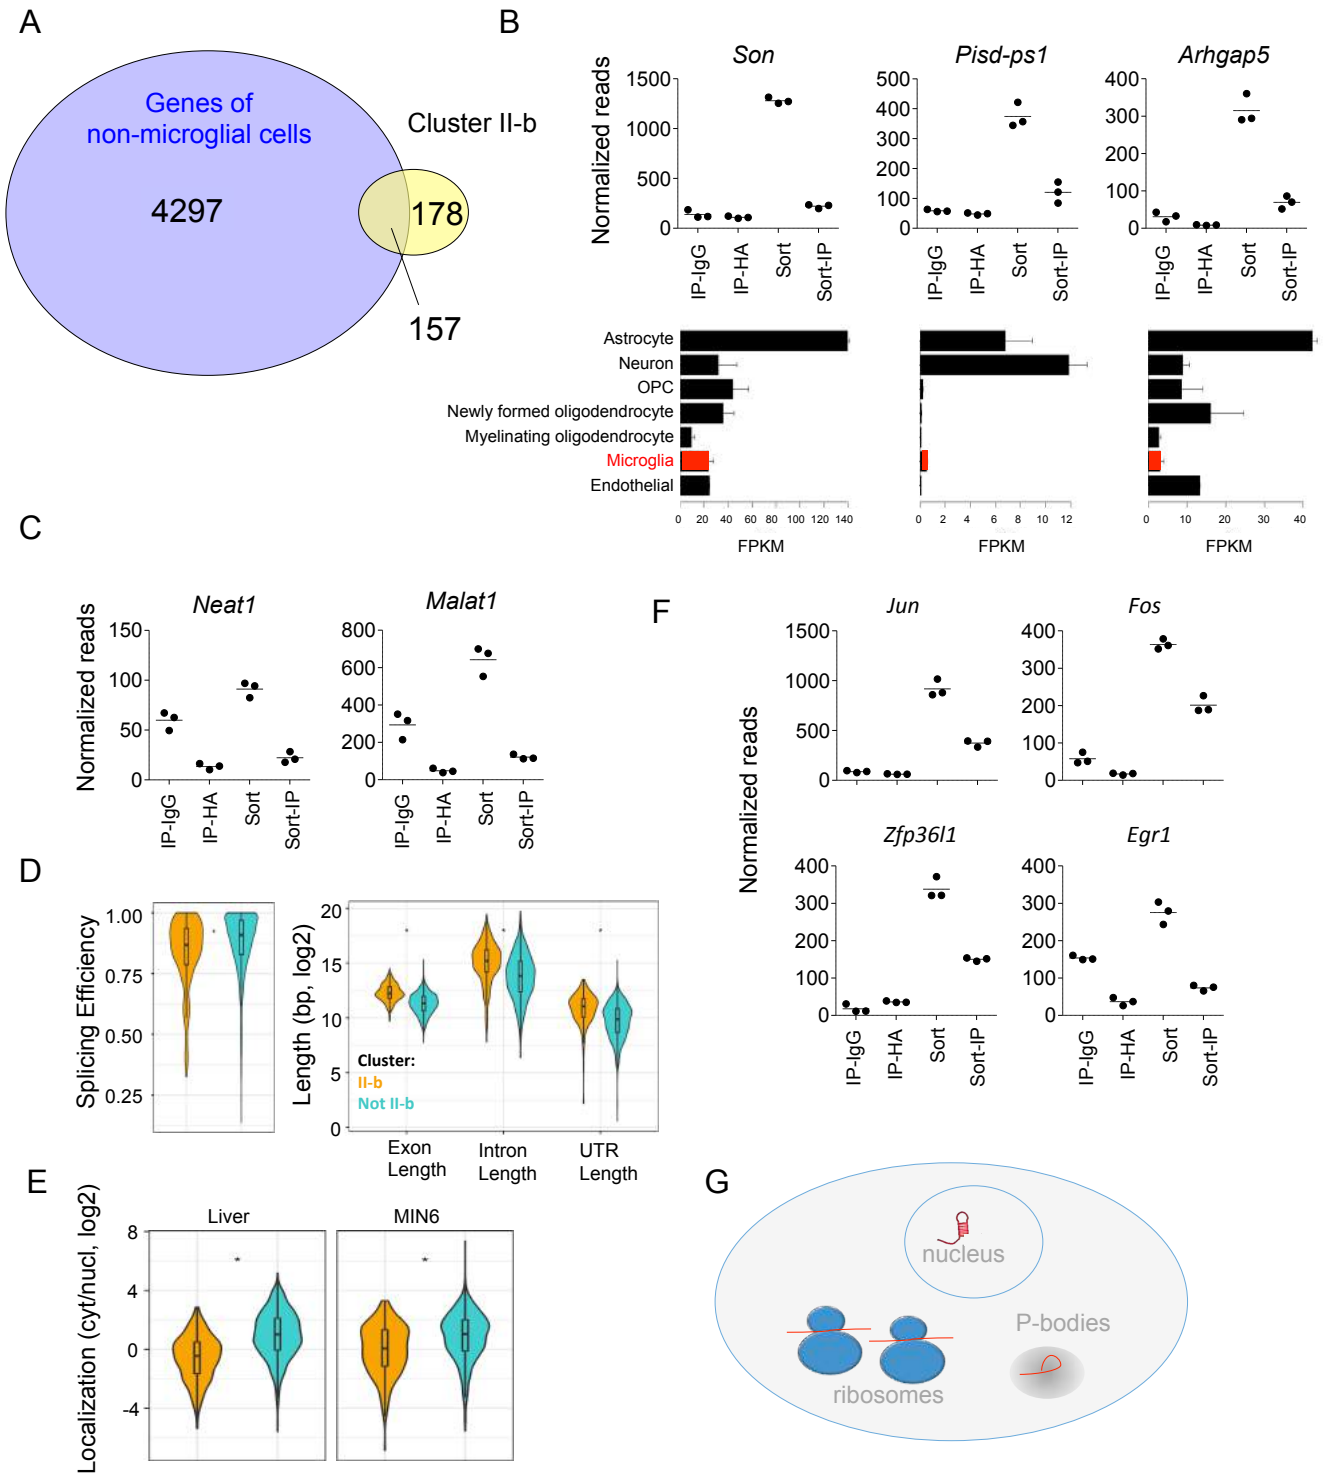 A
Genes of
non-microglial cells
Cluster II-b
4297
178
157
B
Son
Pisd-ps1
Arhgap5
Normalized reads
1500
1000
500
0
500
400
300
200
100
0
400
300
200
100
0
IP-IgG
IP-HA
Sort
Sort-IP
IP-IgG
IP-HA
Sort
Sort-IP
IP-IgG
IP-HA
Sort
Sort-IP
Astrocyte
Neuron
OPC
Newly formed oligodendrocyte
Myelinating oligodendrocyte
Microglia
Endothelial
0 20 40 60 80 100 120 140
0 2 4 6 8 10 12
0 10 20 30 40
FPKM
FPKM
FPKM
C
Neat1
Malat1
Normalized reads
150
100
50
0
800
600
400
200
0
IP-IgG
IP-HA
Sort
Sort-IP
IP-IgG
IP-HA
Sort
Sort-IP
D
Splicing Efficiency
1.00
0.75
0.50
0.25
*
Length (bp, log2)
20
15
10
5
0
* * *
Cluster:
II-b
Not II-b
Exon
Length
Intron
Length
UTR
Length
E
Localization (cyt/nucl, log2)
Liver
MIN6
8
4
0
-4
* *
F
Jun
Fos
Normalized reads
1500
1000
500
0
400
300
200
100
0
Zfp36l1
Egr1
400
300
200
100
0
400
300
200
100
0
IP-IgG
IP-HA
Sort
Sort-IP
IP-IgG
IP-HA
Sort
Sort-IP
G
nucleus
P-bodies
ribosomes